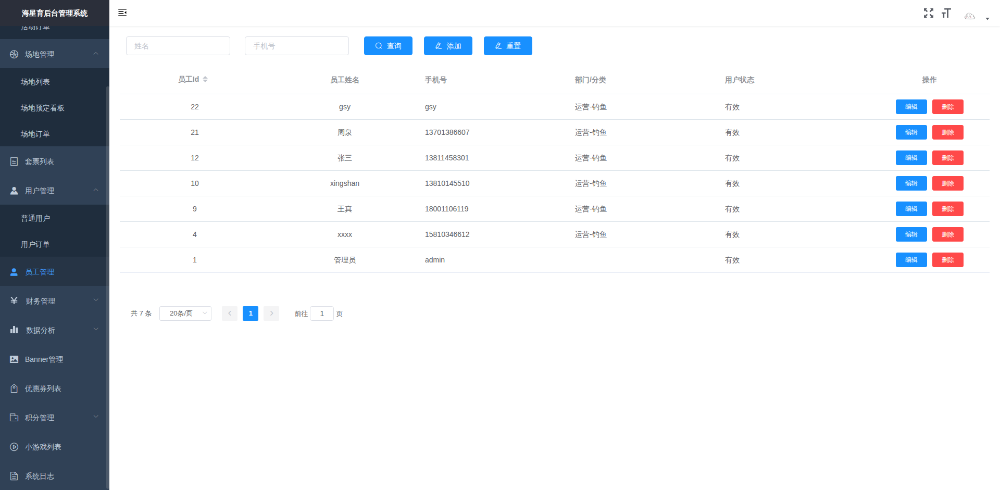 海星育后台管理系统
活动订单
场地管理
场地列表
场地预定看板
场地订单
套票列表
用户管理
普通用户
用户订单
员工管理
财务管理
数据分析
Banner管理
优惠券列表
积分管理
小游戏列表
系统日志
姓名 手机号 查询 添加 重置
员工Id 员工姓名 手机号 部门/分类 用户状态 操作
22 gsy gsy 运营-钓鱼 有效 编辑 删除
21 周泉 13701386607 运营-钓鱼 有效 编辑 删除
12 张三 13811458301 运营-钓鱼 有效 编辑 删除
10 xingshan 13810145510 运营-钓鱼 有效 编辑 删除
9 王真 18001106119 运营-钓鱼 有效 编辑 删除
4 xxxx 15810346612 运营-钓鱼 有效 编辑 删除
1 管理员 admin 有效 编辑 删除
共 7 条 20条/页 1 前往 1 页